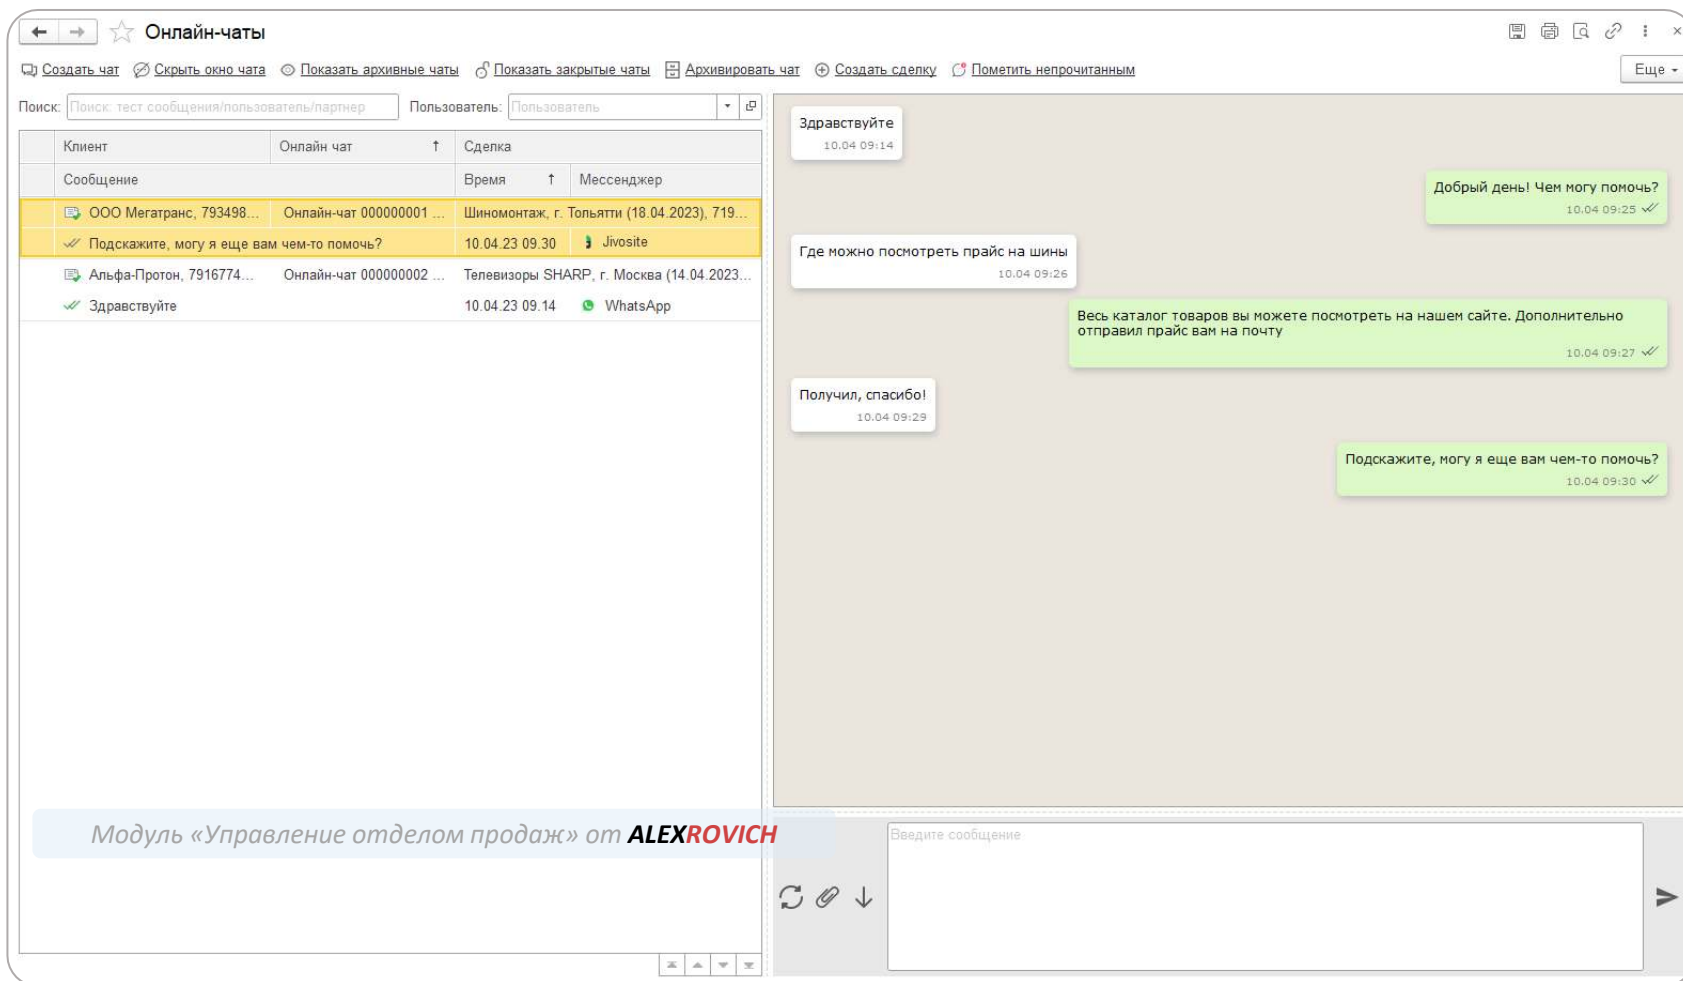 Онлайн-чаты
Создать чат Скрыть окно чата Показать архивные чаты Показать закрытые чаты Архивировать чат Создать сделку Пометить непрочитанным Еще
Поиск: Поиск: тест сообщения/пользователь/партнер Пользователь: Пользователь
Клиент Онлайн чат ↑ Сделка
Сообщение Время ↑ Мессенджер
ООО Мегатранс, 793498... Онлайн-чат 000000001 ... Шиномонтаж, г. Тольятти (18.04.2023), 719...
Подскажите, могу я еще вам чем-то помочь? 10.04.23 09.30 Jivosite
Альфа-Протон, 7916774... Онлайн-чат 000000002 ... Телевизоры SHARP, г. Москва (14.04.2023...
Здравствуйте 10.04.23 09.14 WhatsApp
Здравствуйте
10.04 09:14
Добрый день! Чем могу помочь?
10.04 09:25
Где можно посмотреть прайс на шины
10.04 09:26
Весь каталог товаров вы можете посмотреть на нашем сайте. Дополнительно
отправил прайс вам на почту
10.04 09:27
Получил, спасибо!
10.04 09:29
Подскажите, могу я еще вам чем-то помочь?
10.04 09:30
Модуль «Управление отделом продаж» от ALEXROVICH
Введите сообщение